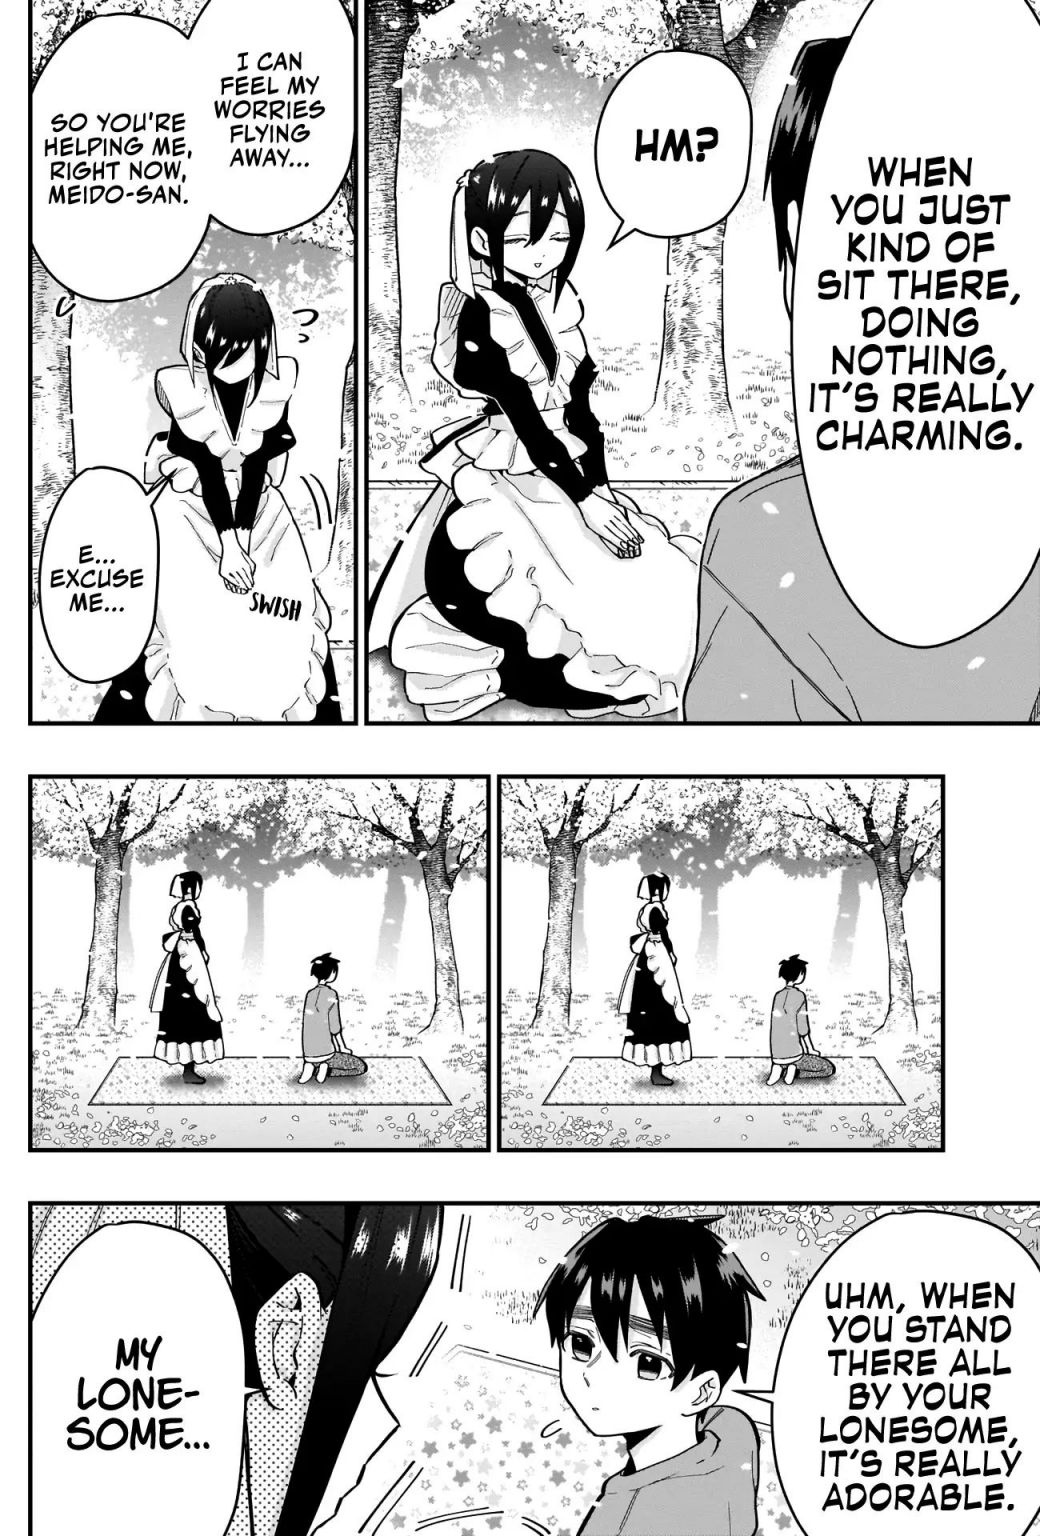 WHEN
YOU JUST
KIND OF
SIT THERE,
DOING
NOTHING,
IT'S REALLY
CHARMING.
HM?
I CAN
FEEL MY
WORRIES
FLYING
AWAY...
SO YOU'RE
HELPING ME,
RIGHT NOW,
MEIDO-SAN.
E...
EXCUSE
ME...
SWISH
UHM, WHEN
YOU STAND
THERE ALL
BY YOUR
LONESOME,
IT'S REALLY
ADORABLE.
MY
LONE-
SOME...